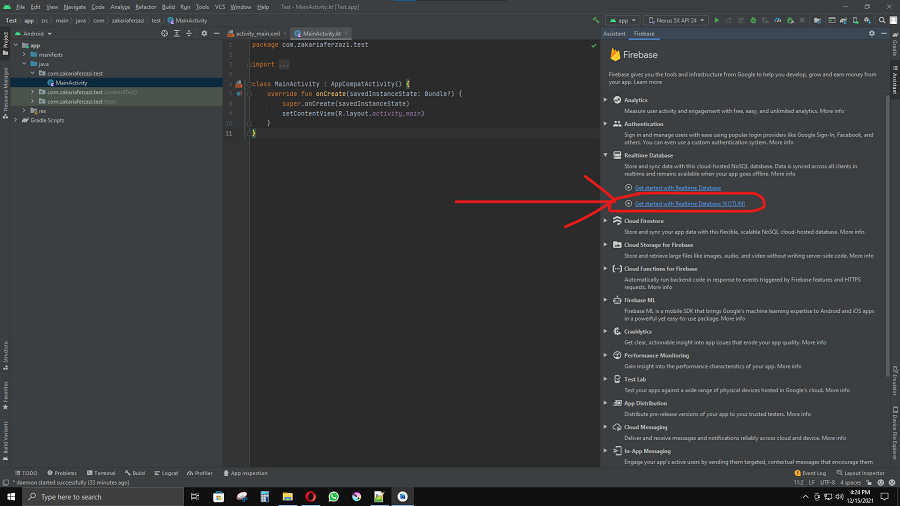 File Edit View Navigate Code Analyze Refactor Build Run Tools VCS Window Help Test - MainActivity.kt [Test.app]
Test app src main java com zakariaferzazi test MainActivity
app Nexus 5X API 24
Android
activity_main.xml MainActivity.kt
Assistant Firebase
app
manifests
java
com.zakariaferzazi.test
MainActivity
com.zakariaferzazi.test (androidTest)
com.zakariaferzazi.test (test)
res
Gradle Scripts
Project
Resource Manager
Structure
Favorites
Build Variants
1 package com.zakariaferzazi.test
2
3 import ...
class MainActivity : AppCompatActivity() {
override fun onCreate(savedInstanceState: Bundle?) {
super.onCreate(savedInstanceState)
9 setContentView(R.layout.activity_main)
10 }
11 }
Firebase
Firebase gives you the tools and infrastructure from Google to help you develop, grow and earn money from
your app. Learn more
Analytics
Measure user activity and engagement with free, easy, and unlimited analytics. More info
Authentication
Sign in and manage users with ease using popular login providers like Google Sign-In, Facebook, and
others. You can even use a custom authentication system. More info
Realtime Database
Store and sync data with this cloud-hosted NoSQL database. Data is synced across all clients in
realtime and remains available when your app goes offline. More info
Get started with Realtime Database
Get started with Realtime Database [KOTLIN]
Cloud Firestore
Store and sync your app data with this flexible, scalable NoSQL cloud-hosted database. More info.
Cloud Storage for Firebase
Store and retrieve large files like images, audio, and video without writing server-side code. More info
Cloud Functions for Firebase
Automatically run backend code in response to events triggered by Firebase features and HTTPS
requests. More info
Firebase ML
Firebase ML is a mobile SDK that brings Google's machine learning expertise to Android and iOS apps
in a powerful yet easy-to-use package. More info
Crashlytics
Get clear, actionable insight into app issues that erode your app quality. More info
Performance Monitoring
Gain insight into the performance characteristics of your app. More info
Test Lab
Test your apps against a wide range of physical devices hosted in Google's cloud. More info
App Distribution
Distribute pre-release versions of your app to your trusted testers. More info
Cloud Messaging
Deliver and receive messages and notifications reliably across cloud and device. More info
In-App Messaging
Engage your app's active users by sending them targeted, contextual messages that encourage them
Gradle
Assistant
Emulator
Device File Explorer
TODO Problems Terminal Build Logcat Profiler App Inspection Event Log Layout Inspector
* daemon started successfully (33 minutes ago) 11:2 LF UTF-8 4 spaces
Type here to search
4:24 PM
12/15/2021